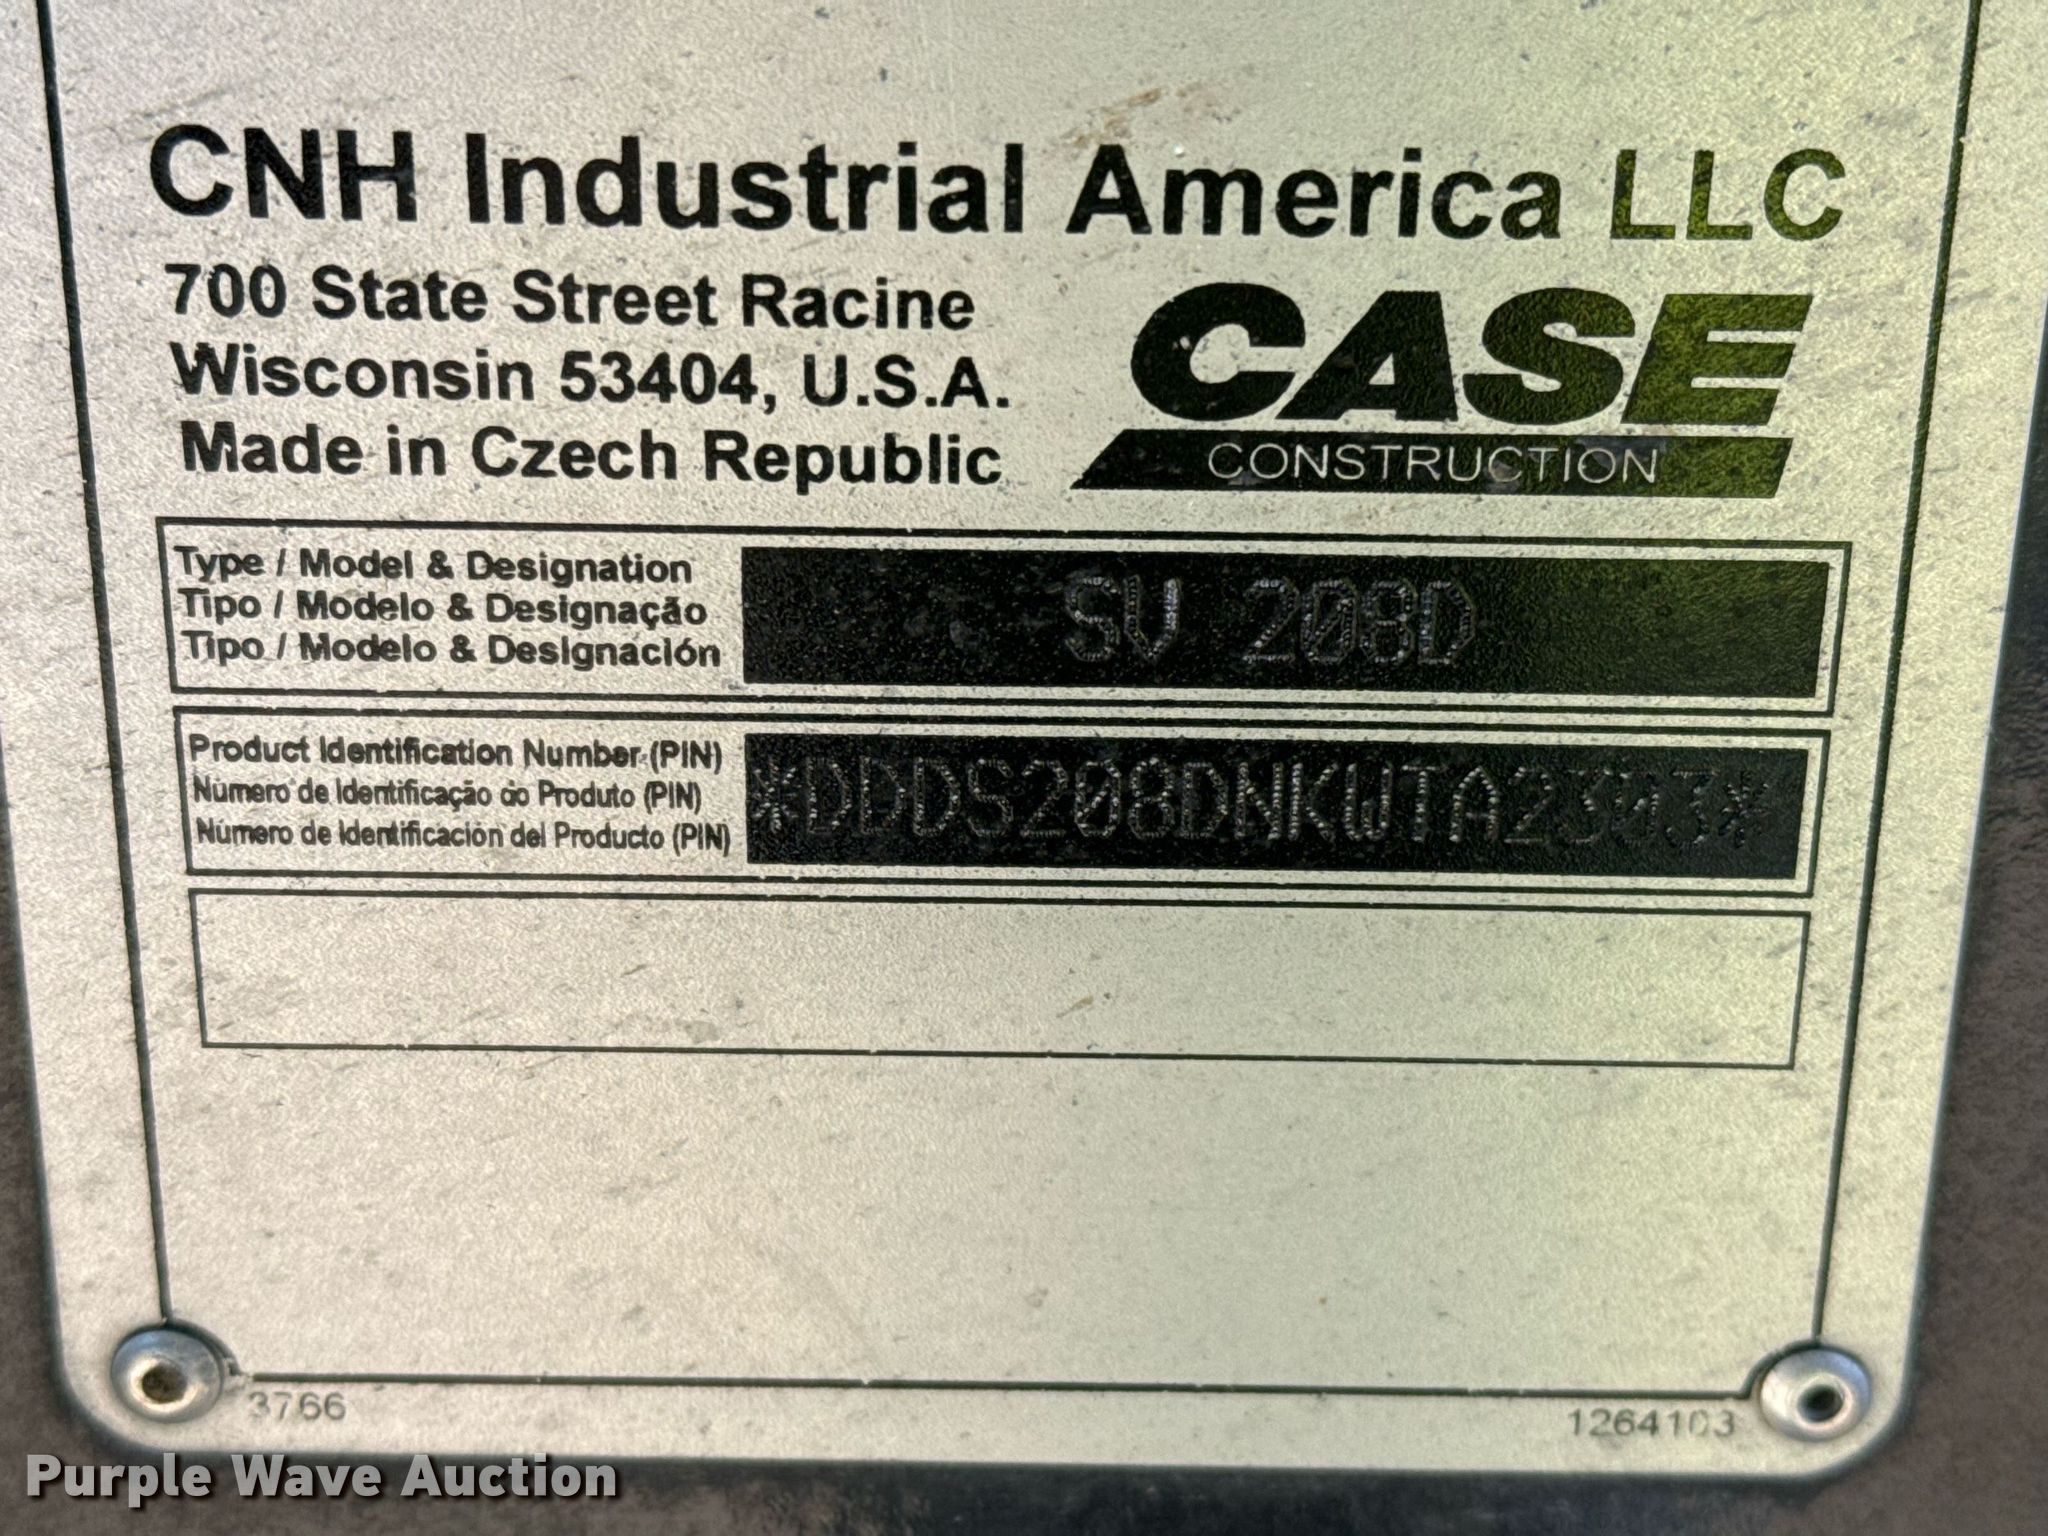 CNH Industrial America LLC
700 State Street Racine
Wisconsin 53404, U.S.A.
Made in Czech Republic
CASE
CONSTRUCTION
Type / Model & Designation
Tipo / Modelo & Designação
Tipo / Modelo & Designación
SV 208D
Product Identification Number (PIN)
Número de Identificação do Produto (PIN)
Número de Identificación del Producto (PIN)
*DDDS208DNKWTA2303*
3766
1264103
Purple Wave Auction